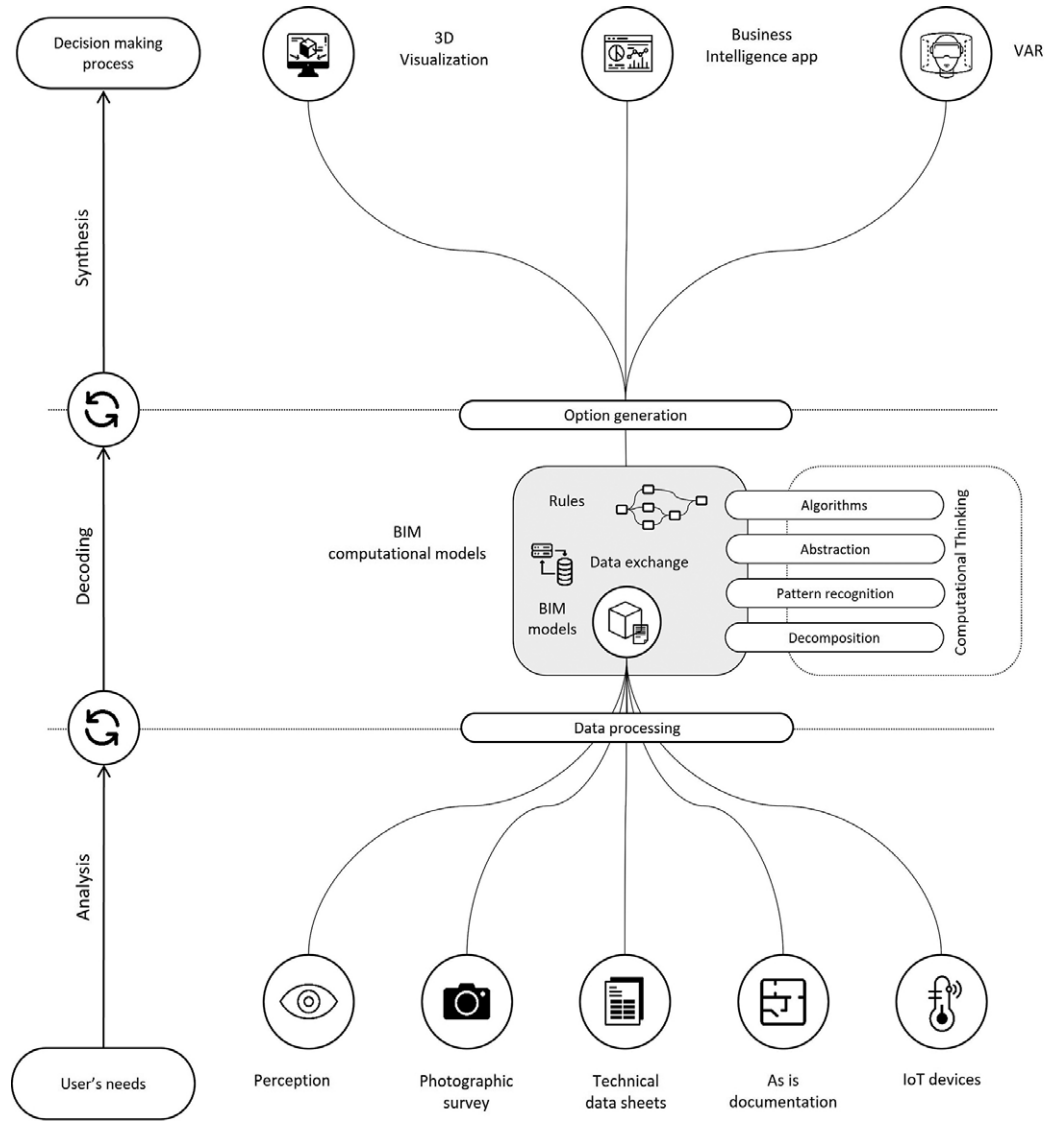 Decision making
process
3D
Visualization
Business
Intelligence app
VAR
Synthesis
Option generation
Decoding
BIM
computational models
Rules
Data exchange
BIM
models
Algorithms
Abstraction
Pattern recognition
Decomposition
Computational Thinking
Data processing
Analysis
User's needs
Perception
Photographic
survey
Technical
data sheets
As is
documentation
IoT devices